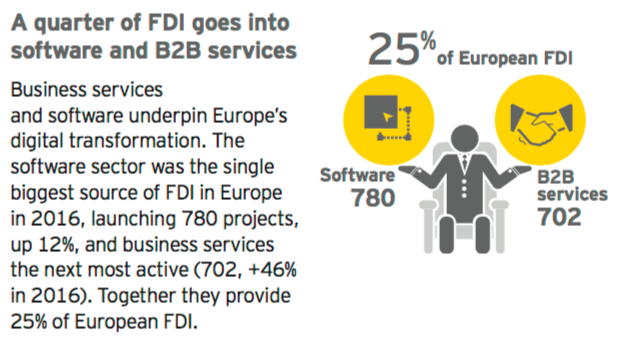 A quarter of FDI goes into
software and B2B services
Business services
and software underpin Europe's
digital transformation. The
software sector was the single
biggest source of FDI in Europe
in 2016, launching 780 projects,
up 12%, and business services
the next most active (702, +46%
in 2016). Together they provide
25% of European FDI.
25% of European FDI
Software
780
B2B
services
702